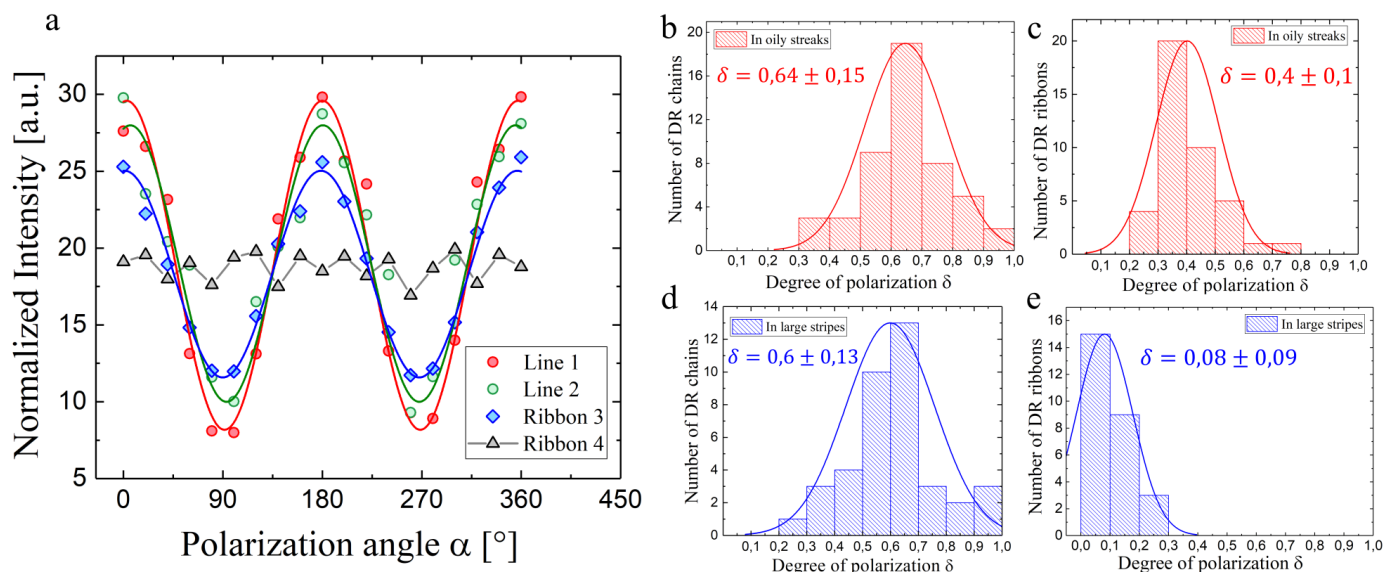 a
Normalized Intensity [a.u.]
30
25
20
15
10
5
0 90 180 270 360 450
Polarization angle α [°]
Line 1
Line 2
Ribbon 3
Ribbon 4
b
In oily streaks
δ = 0,64 ± 0,15
Number of DR chains
20
16
12
8
4
0
0,1 0,2 0,3 0,4 0,5 0,6 0,7 0,8 0,9 1,0
Degree of polarization δ
c
In oily streaks
δ = 0,4 ± 0,1
Number of DR ribbons
20
15
10
5
0
0,1 0,2 0,3 0,4 0,5 0,6 0,7 0,8 0,9 1,0
Degree of polarization δ
d
In large stripes
δ = 0,6 ± 0,13
Number of DR chains
14
12
10
8
6
4
2
0
0,1 0,2 0,3 0,4 0,5 0,6 0,7 0,8 0,9 1,0
Degree of polarization δ
e
In large stripes
δ = 0,08 ± 0,09
Number of DR ribbons
16
14
12
10
8
6
4
2
0
0,0 0,1 0,2 0,3 0,4 0,5 0,6 0,7 0,8 0,9 1,0
Degree of polarization δ